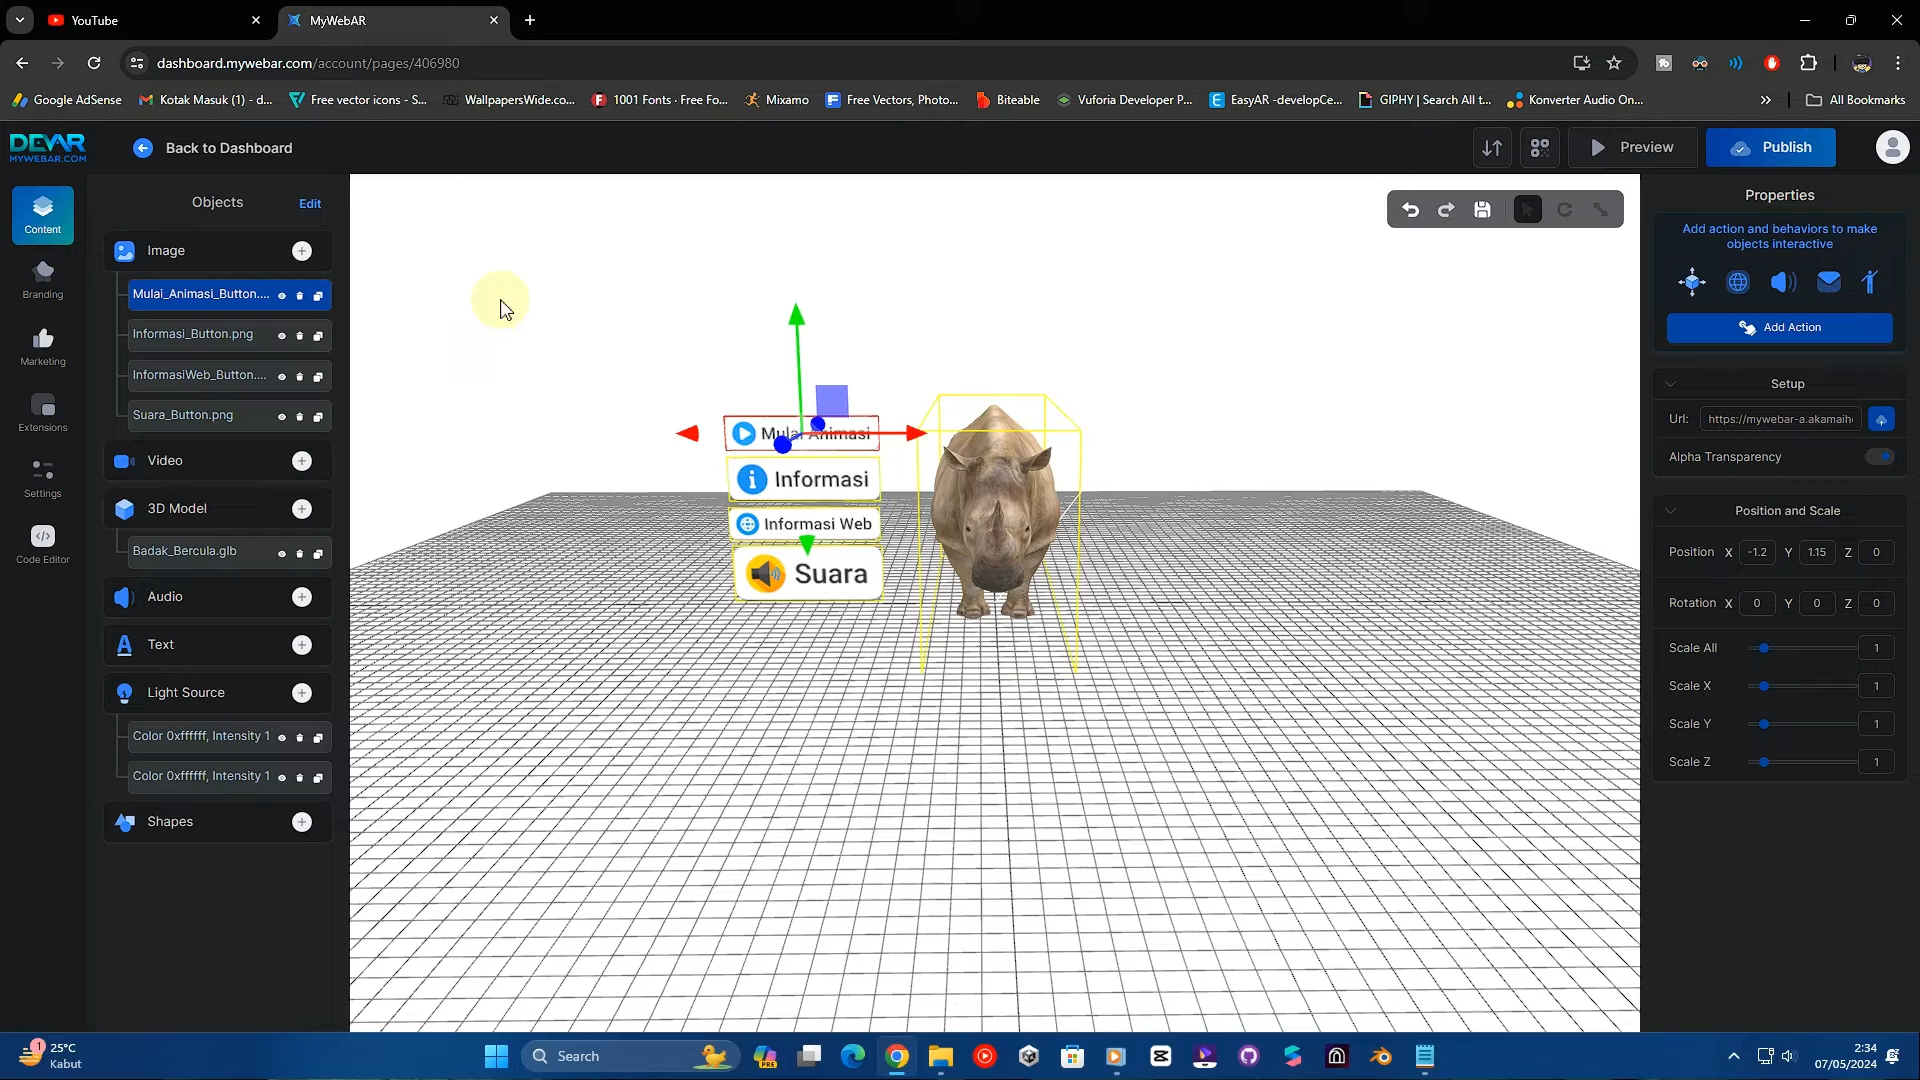 YouTube
MyWebAR
dashboard.mywebar.com/account/pages/406980
Google AdSense
Kotak Masuk (1) - d...
Free vector icons - S...
WallpapersWide.co...
1001 Fonts · Free Fo...
Mixamo
Free Vectors, Photo...
Biteable
Vuforia Developer P...
EasyAR -developCe...
GIPHY | Search All t...
Konverter Audio On...
All Bookmarks
DEVAR
MYWEBAR.COM
Back to Dashboard
Preview
Publish
Content
Branding
Marketing
Extensions
Settings
Code Editor
Objects
Edit
Image
Mulai_Animasi_Button....
Informasi_Button.png
InformasiWeb_Button....
Suara_Button.png
Video
3D Model
Badak_Bercula.glb
Audio
Text
Light Source
Color 0xffffff, Intensity 1
Color 0xffffff, Intensity 1
Shapes
Mulai Animasi
Informasi
Informasi Web
Suara
Properties
Add action and behaviors to make
objects interactive
Add Action
Setup
Url: https://mywebar-a.akamaih
Alpha Transparency
Position and Scale
Position X -1.2 Y 1.15 Z 0
Rotation X 0 Y 0 Z 0
Scale All 1
Scale X 1
Scale Y 1
Scale Z 1
1
25°C
Kabut
Search
PRE
2:34
07/05/2024